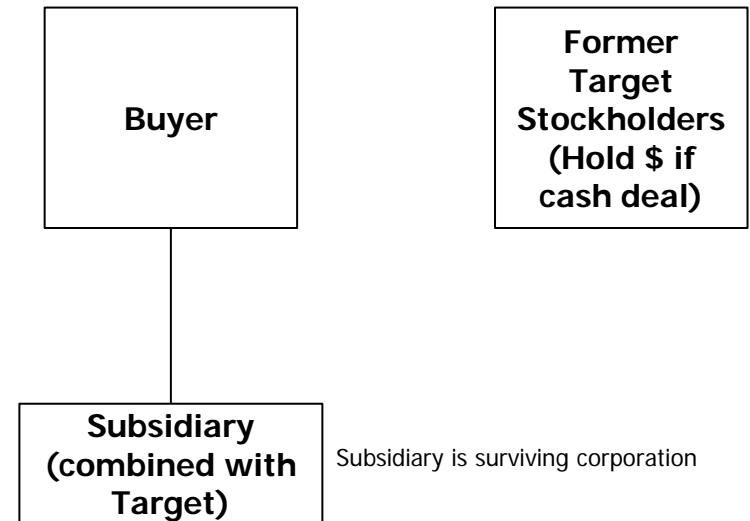 Buyer
Former
Target
Stockholders
(Hold $ if
cash deal)
Subsidiary
(combined with
Target)
Subsidiary is surviving corporation